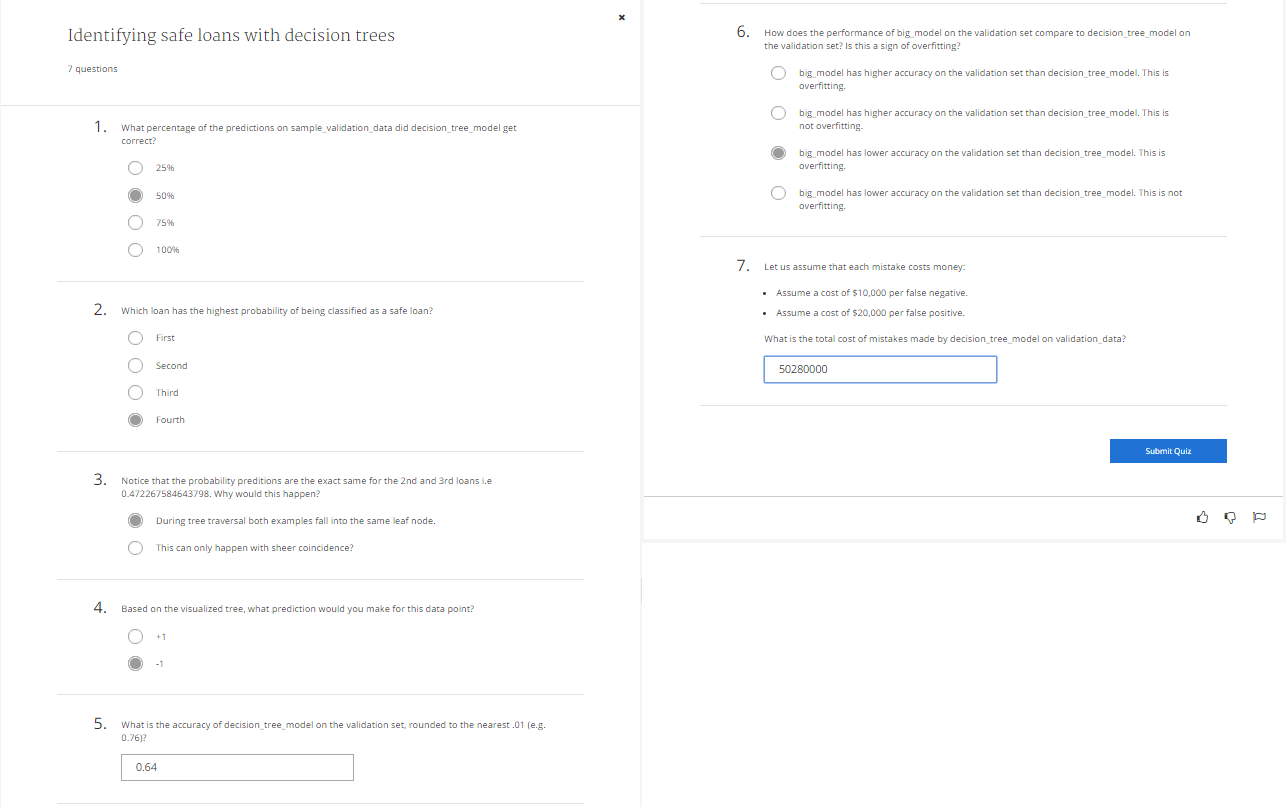 Identifying safe loans with decision trees
7 questions
1. What percentage of the predictions on sample_validation_data did decision_tree_model get
correct?
25%
50%
75%
100%
2. Which loan has the highest probability of being classified as a safe loan?
First
Second
Third
Fourth
3. Notice that the probability preditions are the exact same for the 2nd and 3rd loans i.e
0.472267584643798. Why would this happen?
During tree traversal both examples fall into the same leaf node.
This can only happen with sheer coincidence?
4. Based on the visualized tree, what prediction would you make for this data point?
+1
-1
5. What is the accuracy of decision_tree_model on the validation set, rounded to the nearest .01 (e.g.
0.76)?
0.64
6. How does the performance of big_model on the validation set compare to decision_tree_model on
the validation set? Is this a sign of overfitting?
big_model has higher accuracy on the validation set than decision_tree_model. This is
overfitting.
big_model has higher accuracy on the validation set than decision_tree_model. This is
not overfitting.
big_model has lower accuracy on the validation set than decision_tree_model. This is
overfitting.
big_model has lower accuracy on the validation set than decision_tree_model. This is not
overfitting.
7. Let us assume that each mistake costs money:
• Assume a cost of $10,000 per false negative.
• Assume a cost of $20,000 per false positive.
What is the total cost of mistakes made by decision_tree_model on validation_data?
50280000
Submit Quiz